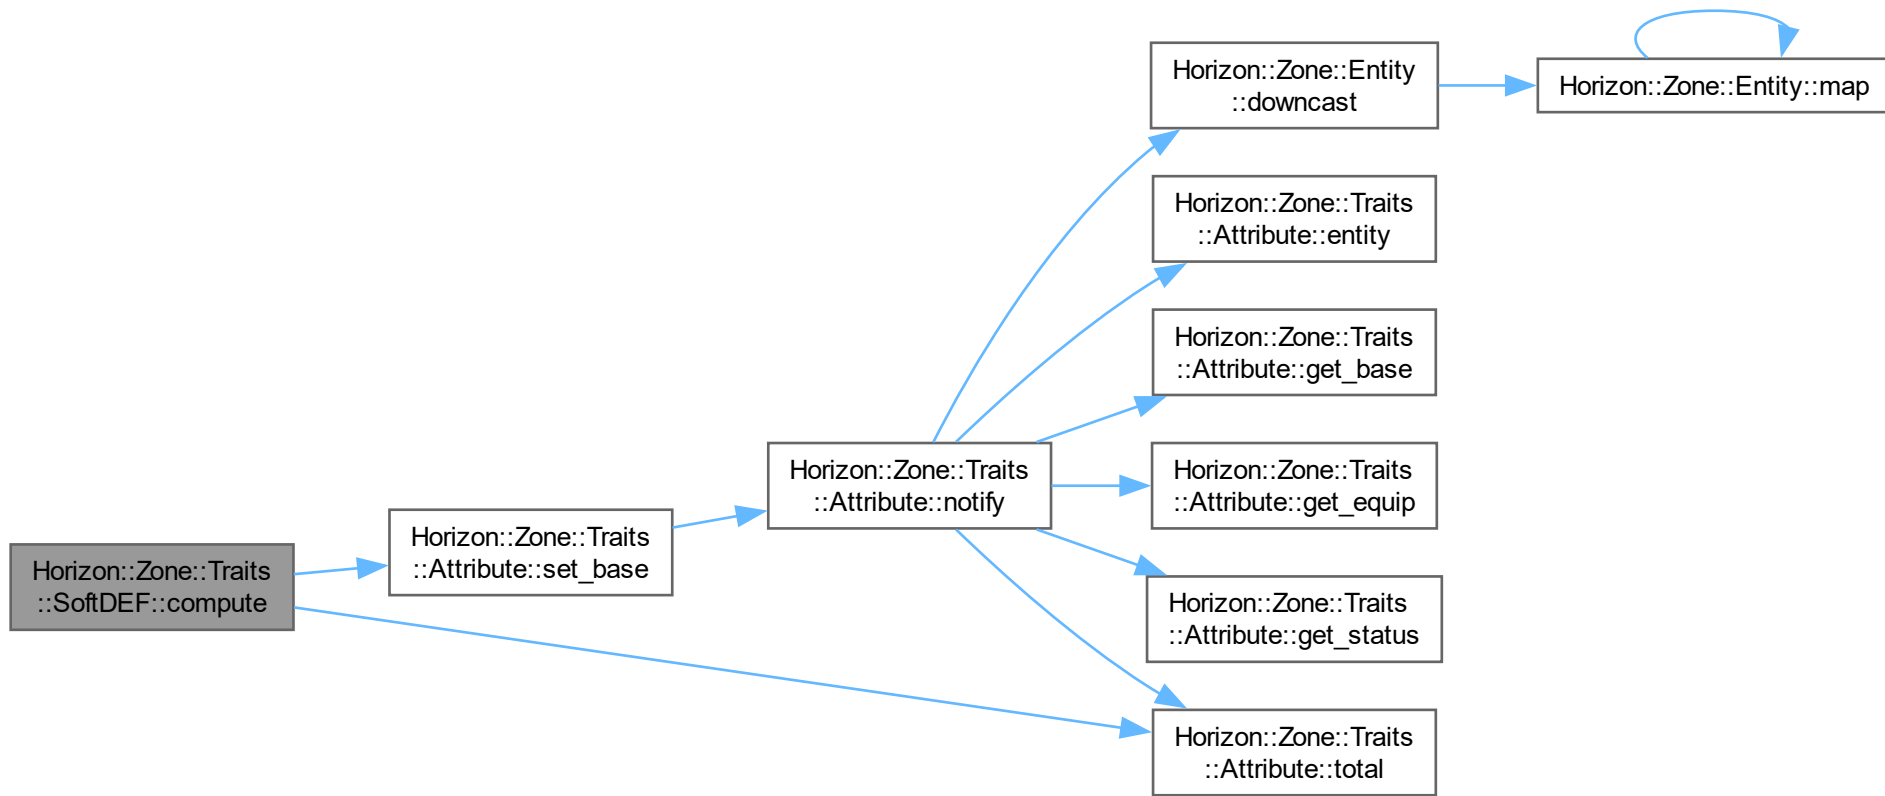 Horizon::Zone::Entity
::downcast
Horizon::Zone::Entity::map
Horizon::Zone::Traits
::Attribute::entity
Horizon::Zone::Traits
::Attribute::get_base
Horizon::Zone::Traits
::Attribute::notify
Horizon::Zone::Traits
::Attribute::get_equip
Horizon::Zone::Traits
::Attribute::set_base
Horizon::Zone::Traits
::SoftDEF::compute
Horizon::Zone::Traits
::Attribute::get_status
Horizon::Zone::Traits
::Attribute::total